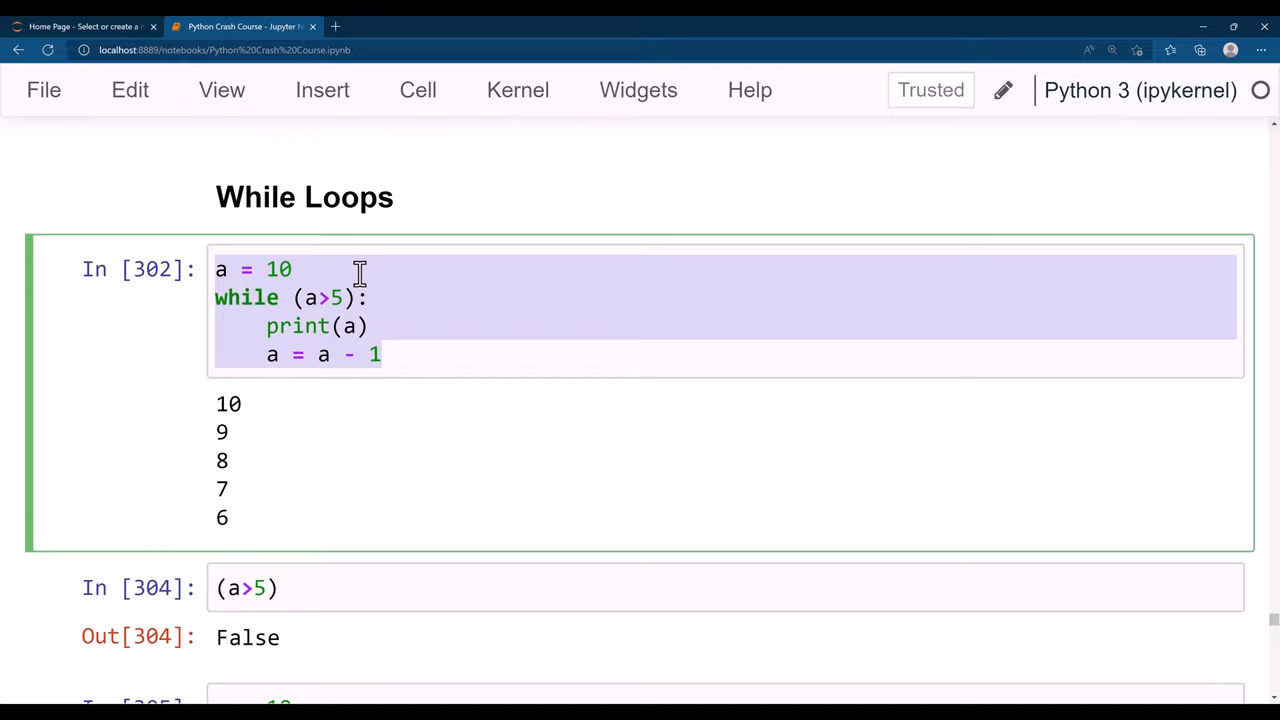 Home Page - Select or create a n
Python Crash Course - Jupyter N
localhost:8889/notebooks/Python%20Crash%20Course.ipynb
File Edit View Insert Cell Kernel Widgets Help Trusted Python 3 (ipykernel)
While Loops
In [302]: a = 10
while (a>5):
print(a)
a = a - 1
10
9
8
7
6
In [304]: (a>5)
Out[304]: False